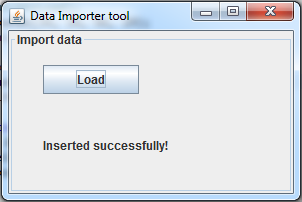 Data Importer tool
Import data
Load
Inserted successfully!